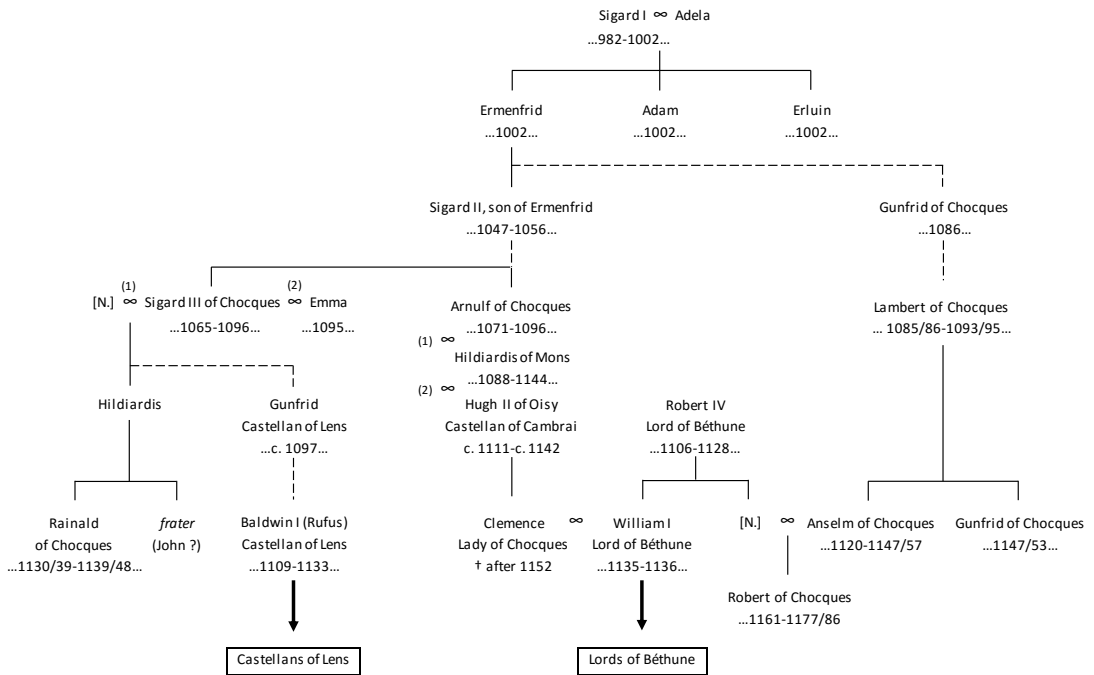 Sigard I ∞ Adela
...982-1002...
Ermenfrid
...1002...
Adam
...1002...
Erluin
...1002...
Sigard II, son of Ermenfrid
...1047-1056...
Gunfrid of Chocques
...1086...
[N.] (1) ∞ Sigard III of Chocques (2) ∞ Emma
...1065-1096... ...1095...
Arnulf of Chocques
...1071-1096...
(1) ∞
Hildiardis of Mons
...1088-1144...
(2) ∞
Hugh II of Oisy
Castellan of Cambrai
c. 1111-c. 1142
Lambert of Chocques
... 1085/86-1093/95...
Hildiardis
Gunfrid
Castellan of Lens
...c. 1097...
Robert IV
Lord of Béthune
...1106-1128...
Rainald
of Chocques
...1130/39-1139/48...
frater
(John ?)
Baldwin I (Rufus)
Castellan of Lens
...1109-1133...
Clemence
Lady of Chocques
† after 1152
∞
William I
Lord of Béthune
...1135-1136...
[N.] ∞ Anselm of Chocques
...1120-1147/57
Gunfrid of Chocques
...1147/53...
Robert of Chocques
...1161-1177/86
Castellans of Lens
Lords of Béthune